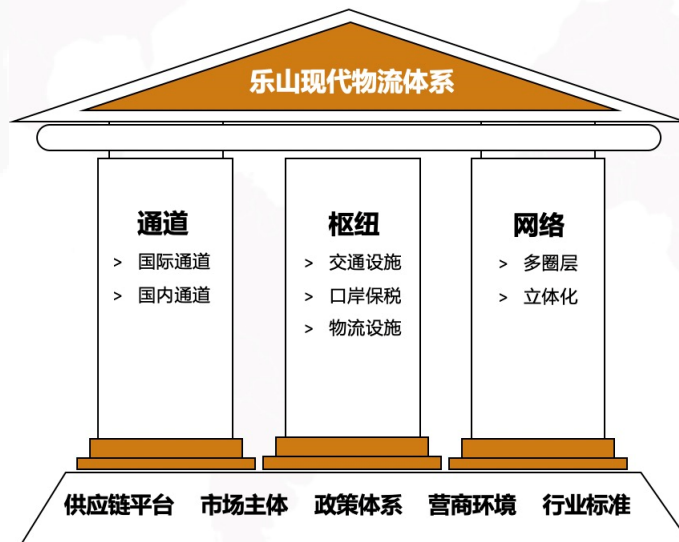 乐山现代物流体系
通道
> 国际通道
> 国内通道
枢纽
> 交通设施
> 口岸保税
> 物流设施
网络
> 多圈层
> 立体化
供应链平台 市场主体 政策体系 营商环境 行业标准